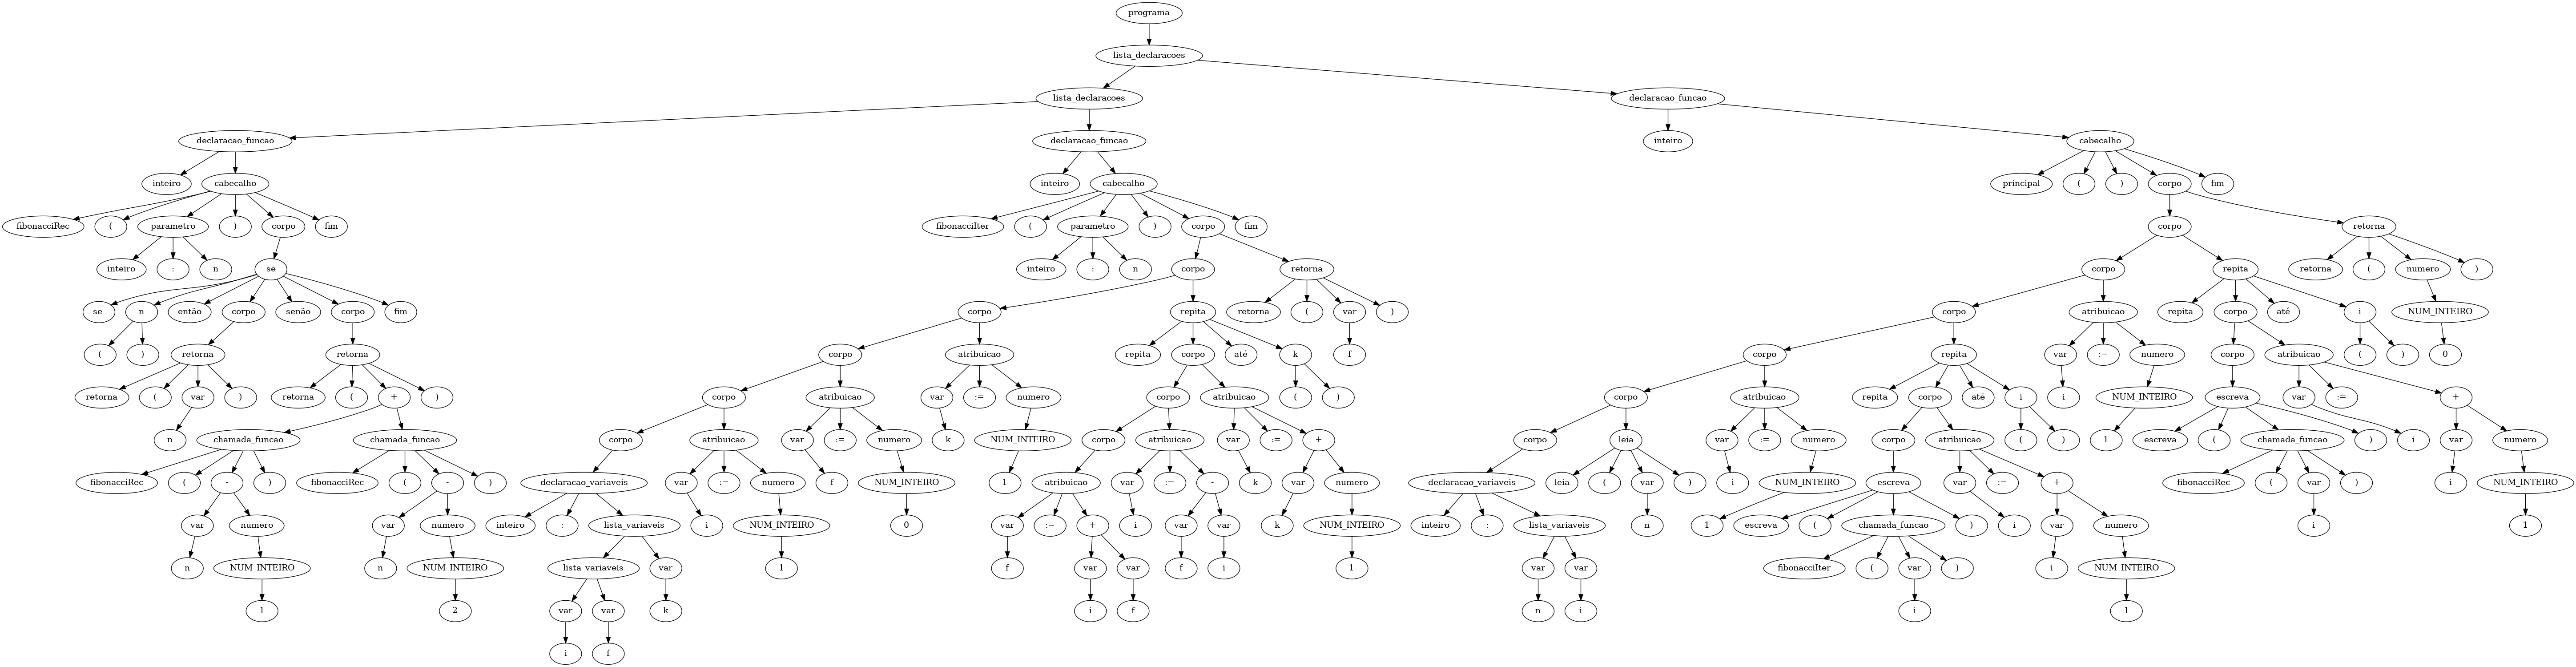 programa
lista_declaracoes
lista_declaracoes declaracao_funcao
declaracao_funcao declaracao_funcao inteiro cabecalho
inteiro cabecalho inteiro cabecalho principal ( ) corpo fim
fibonacciRec ( parametro ) corpo fim fibonacciIter ( parametro ) corpo fim corpo retorna
inteiro : n se inteiro : n corpo retorna corpo repita retorna ( numero )
se n então corpo senão corpo fim corpo repita retorna ( var ) corpo atribuicao repita corpo até i NUM_INTEIRO
( ) retorna retorna corpo atribuicao repita corpo até k f corpo repita var := numero corpo atribuicao ( ) 0
retorna ( var ) retorna ( + ) corpo atribuicao var := numero corpo atribuicao ( ) corpo atribuicao repita corpo até i i NUM_INTEIRO escreva var := +
n chamada_funcao chamada_funcao corpo atribuicao var := numero k NUM_INTEIRO corpo atribuicao var := + corpo leia var := numero corpo atribuicao ( ) 1 escreva ( chamada_funcao ) i var numero
fibonacciRec ( - ) fibonacciRec ( - ) declaracao_variaveis var := numero f NUM_INTEIRO 1 atribuicao var := - k var numero declaracao_variaveis leia ( var ) i NUM_INTEIRO escreva var := + fibonacciRec ( var ) i NUM_INTEIRO
var numero var numero inteiro : lista_variaveis i NUM_INTEIRO 0 var := + i var var k NUM_INTEIRO inteiro : lista_variaveis n 1 escreva ( chamada_funcao ) i var numero i 1
n NUM_INTEIRO n NUM_INTEIRO lista_variaveis var 1 f var var f i 1 var var fibonacciIter ( var ) i NUM_INTEIRO
1 2 var var k i f n i i 1
i f